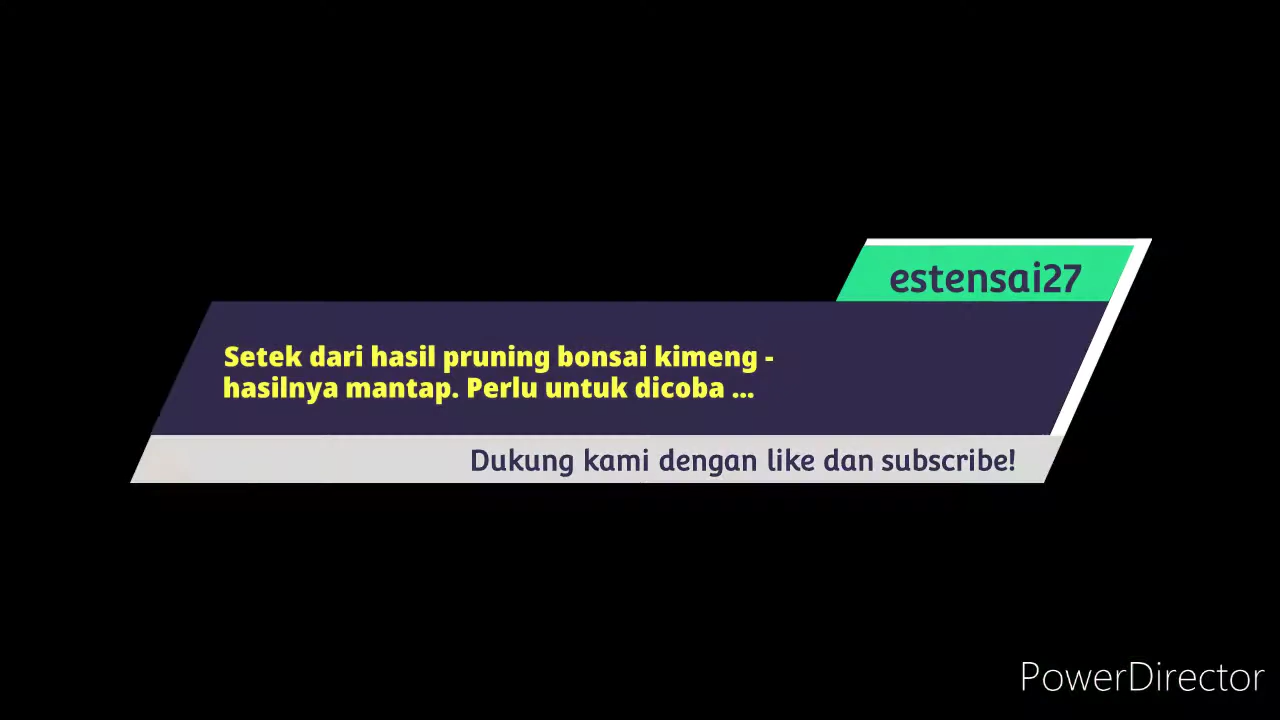 estensai27
Setek dari hasil pruning bonsai kimeng -
hasilnya mantap. Perlu untuk dicoba ...
Dukung kami dengan like dan subscribe!
PowerDirector